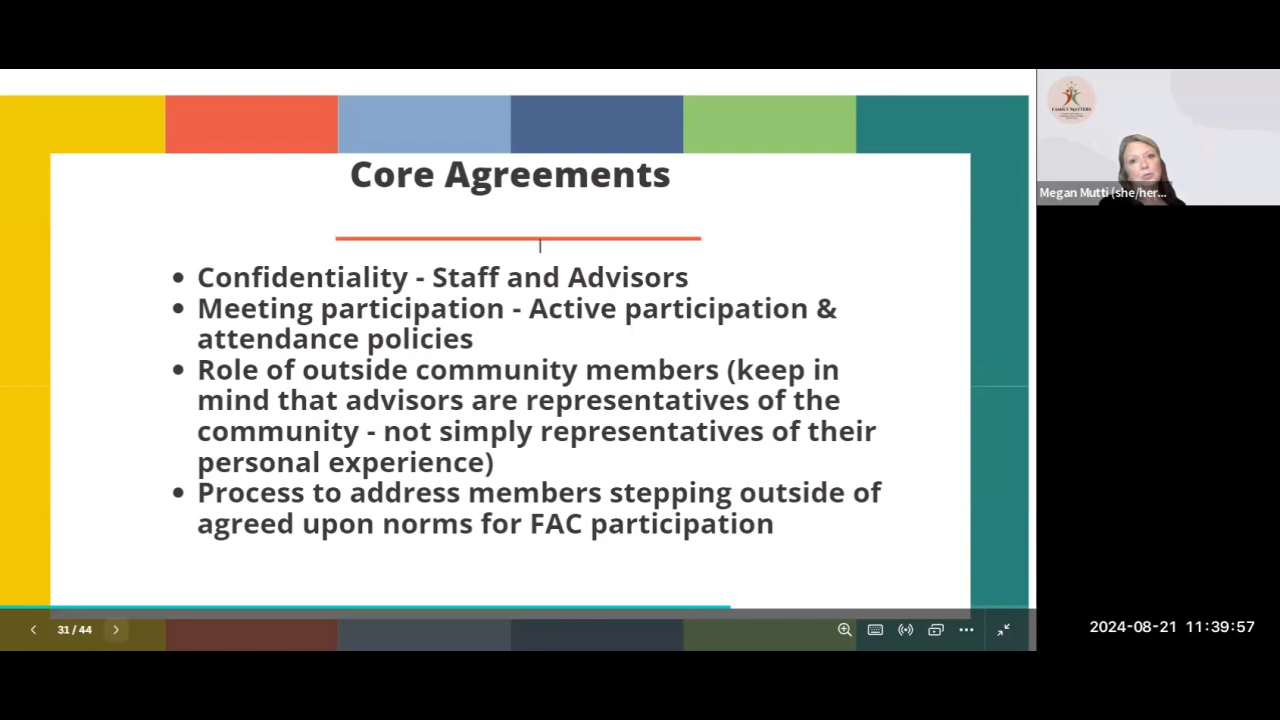 Core Agreements
• Confidentiality - Staff and Advisors
• Meeting participation - Active participation &
attendance policies
• Role of outside community members (keep in
mind that advisors are representatives of the
community - not simply representatives of their
personal experience)
• Process to address members stepping outside of
agreed upon norms for FAC participation
31 / 44
FAMILY MATTERS
Megan Mutti (she/her...
2024-08-21 11:39:57